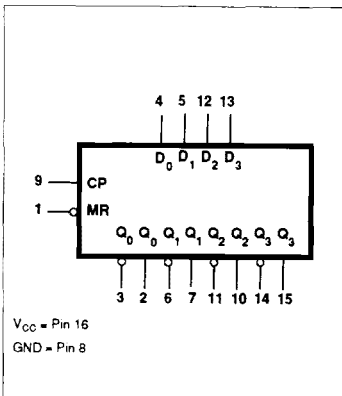 4 5 12 13
D0 D1 D2 D3
9 CP
1 MR
Q0 Q0 Q1 Q1 Q2 Q2 Q3 Q3
3 2 6 7 11 10 14 15
VCC = Pin 16
GND = Pin 8